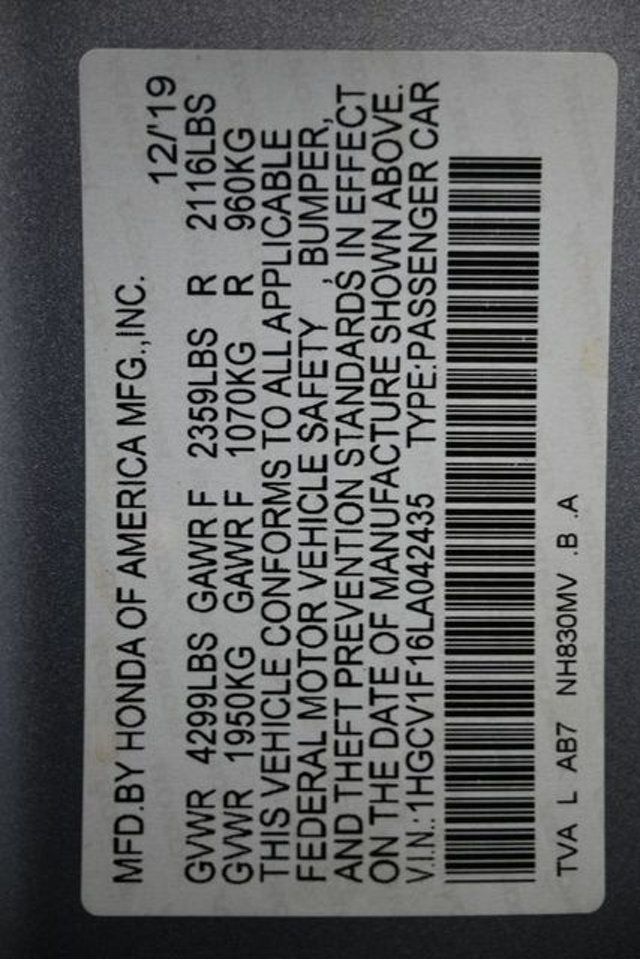 MFD.BY HONDA OF AMERICA MFG.,INC. 12/'19
GVWR 4299LBS GAWR F 2359LBS R 2116LBS
GVWR 1950KG GAWR F 1070KG R 960KG
THIS VEHICLE CONFORMS TO ALL APPLICABLE
FEDERAL MOTOR VEHICLE SAFETY , BUMPER,
AND THEFT PREVENTION STANDARDS IN EFFECT
ON THE DATE OF MANUFACTURE SHOWN ABOVE.
V.I.N.:1HGCV1F16LA042435 TYPE:PASSENGER CAR
TVA L AB7 NH830MV .B .A